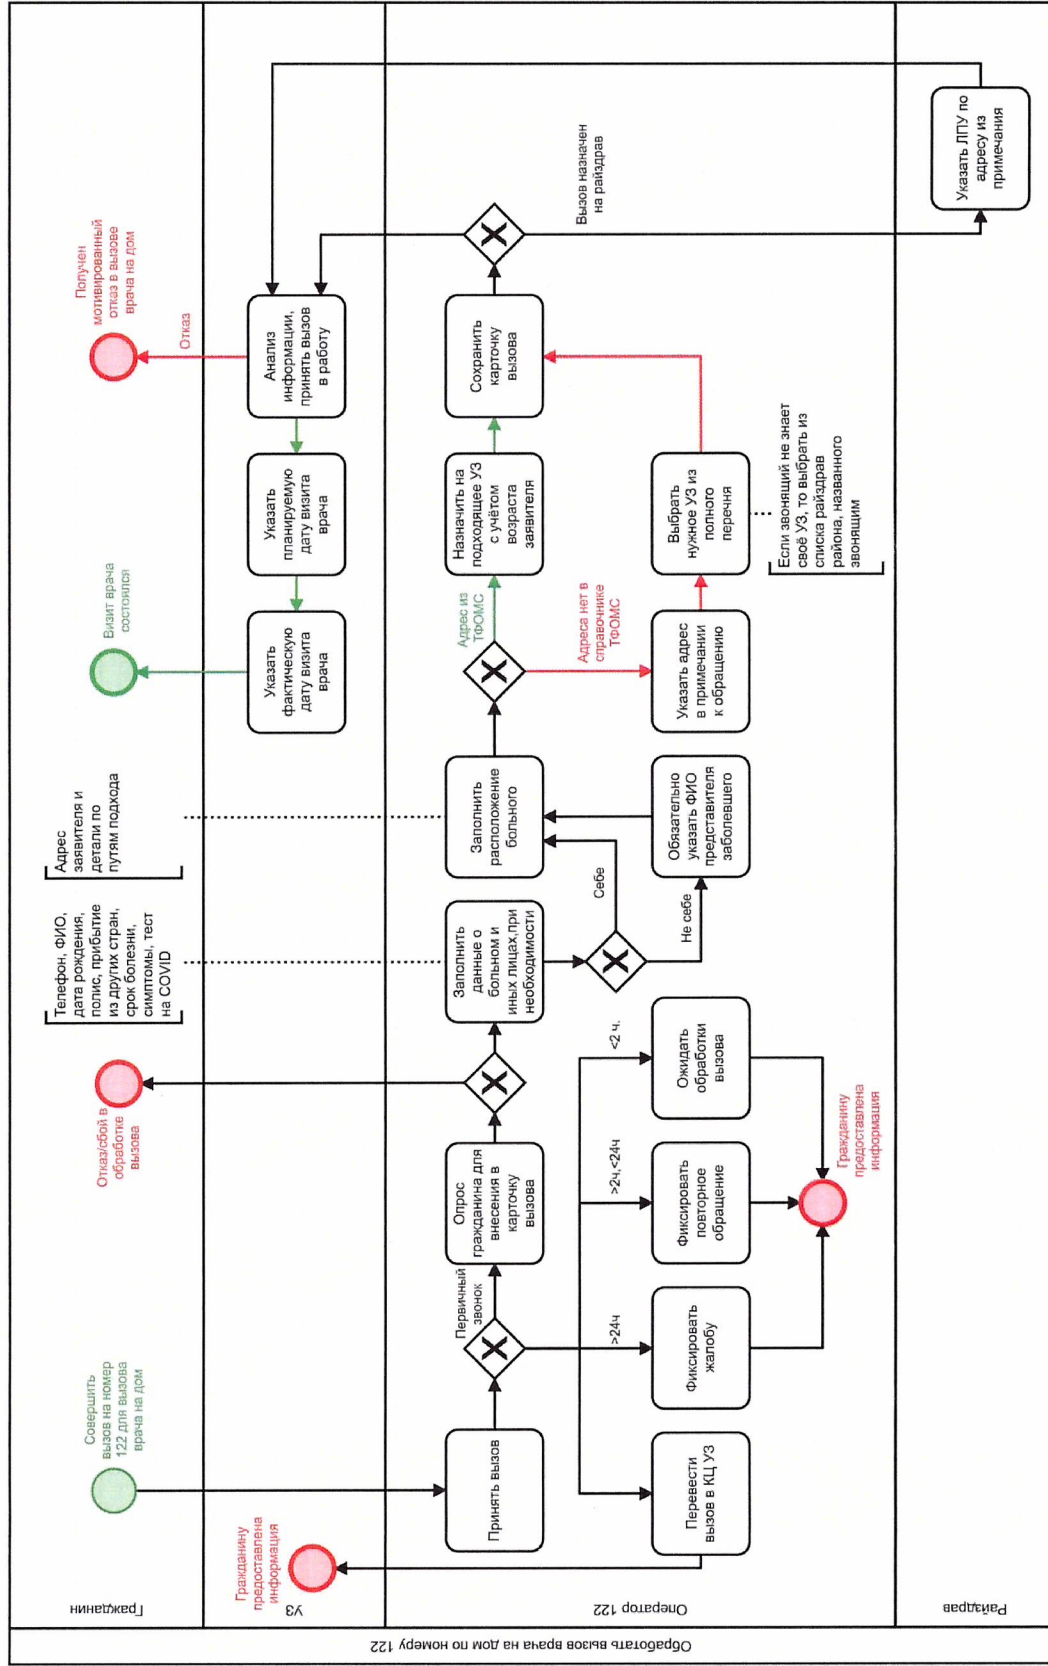 Обработать вызов врача на дом по номеру 122
Гражданин
Совершить
вызов на номер
122 для вызова
врача на дом
Отказ/сбой в
обработке
вызова
Телефон, ФИО,
дата рождения,
полис, прибытие
из других стран,
срок болезни,
симптомы, тест
на COVID
Адрес
заявителя и
детали по
путям подхода
Визит врача
состоялся
Получен
мотивированный
отказ в вызове
врача на дом
УЗ
Гражданину
предоставлена
информация
Указать
фактическую
дату визита
врача
Указать
планируемую
дату визита
врача
Анализ
информации,
принять вызов
в работу
Отказ
Оператор 122
Принять вызов
Первичный
звонок
Опрос
гражданина для
внесения в
карточку
вызова
Заполнить
данные о
больном и
иных лицах,при
необходимости
Себе
Не себе
Заполнить
расположение
больного
Адрес из
ТФОМС
Назначить на
подходящее УЗ
с учётом
возраста
заявителя
Сохранить
карточку
вызова
Вызов назначен
на райздрав
>24ч
>2ч,<24ч
<2 ч.
Перевести
вызов в КЦ УЗ
Фиксировать
жалобу
Фиксировать
повторное
обращение
Ожидать
обработки
вызова
Обязательно
указать ФИО
представителя
заболевшего
Адреса нет в
справочнике
ТФОМС
Указать адрес
в примечании
к обращению
Выбрать
нужное УЗ из
полного
перечня
Если звонящий не знает
своё УЗ, то выбрать из
списка райздрав
района, названного
звонящим
Гражданину
предоставлена
информация
Райздрав
Указать ЛПУ по
адресу из
примечания